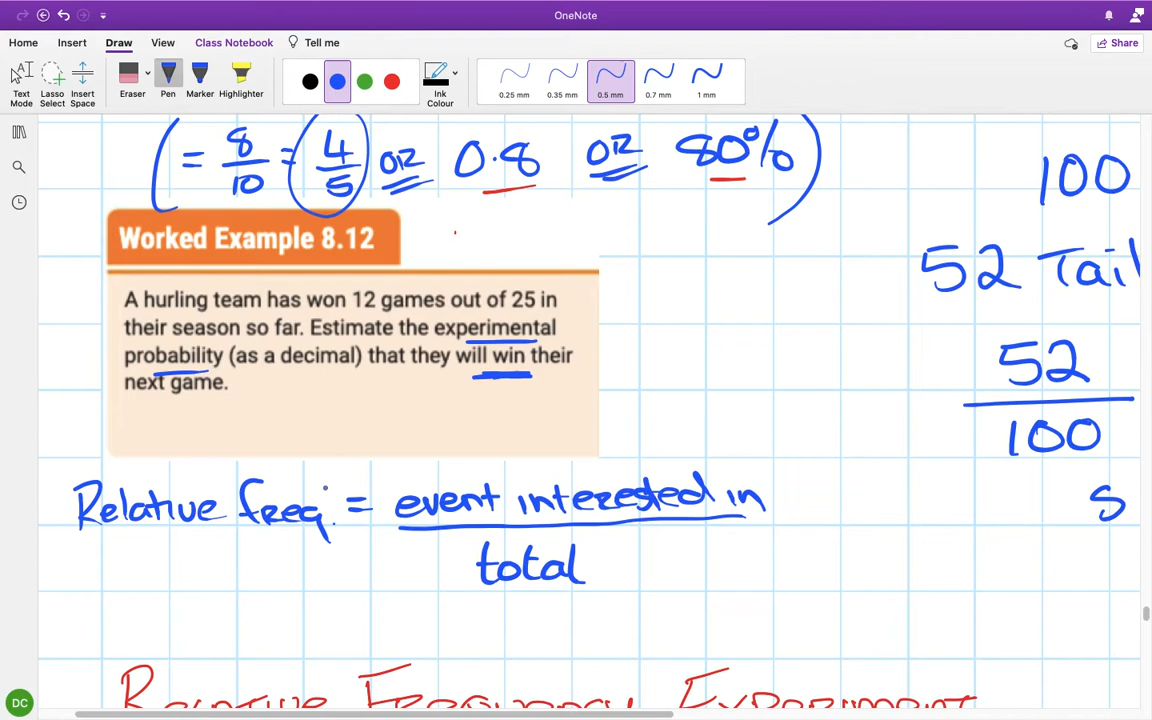 OneNote
Home Insert Draw View Class Notebook Tell me Share
Text Mode
Lasso Select
Insert Space
Eraser
Pen
Marker
Highlighter
Ink Colour
0.25 mm
0.35 mm
0.5 mm
0.7 mm
1 mm
( = 8/10 = 4/5 OR 0.8 OR 80% )
100
52 Tail
52
100
S
Worked Example 8.12
A hurling team has won 12 games out of 25 in
their season so far. Estimate the experimental
probability (as a decimal) that they will win their
next game.
Relative freq. = event interested in
total
Relative Frequency Experiment
DC